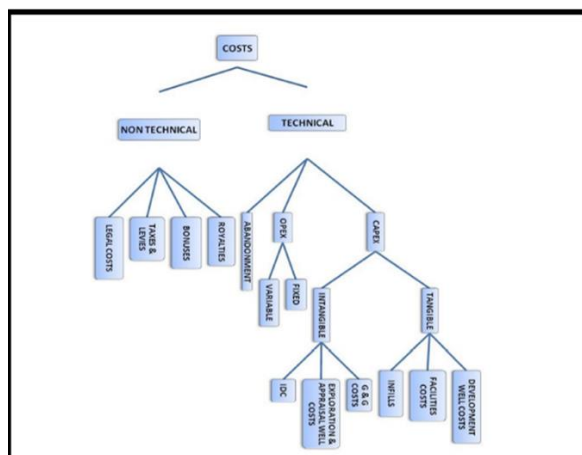 COSTS
NON TECHNICAL
TECHNICAL
LEGAL COSTS
TAXES &
LEVIES
BONUSES
ROYALTIES
ABANDONMENT
OPEX
CAPEX
VARIABLE
FIXED
INTANGIBLE
TANGIBLE
IDC
EXPLORATION &
APPRAISAL WELL
COSTS
G & G
COSTS
INFILLS
FACILITIES
COSTS
DEVELOPMENT
WELL COSTS